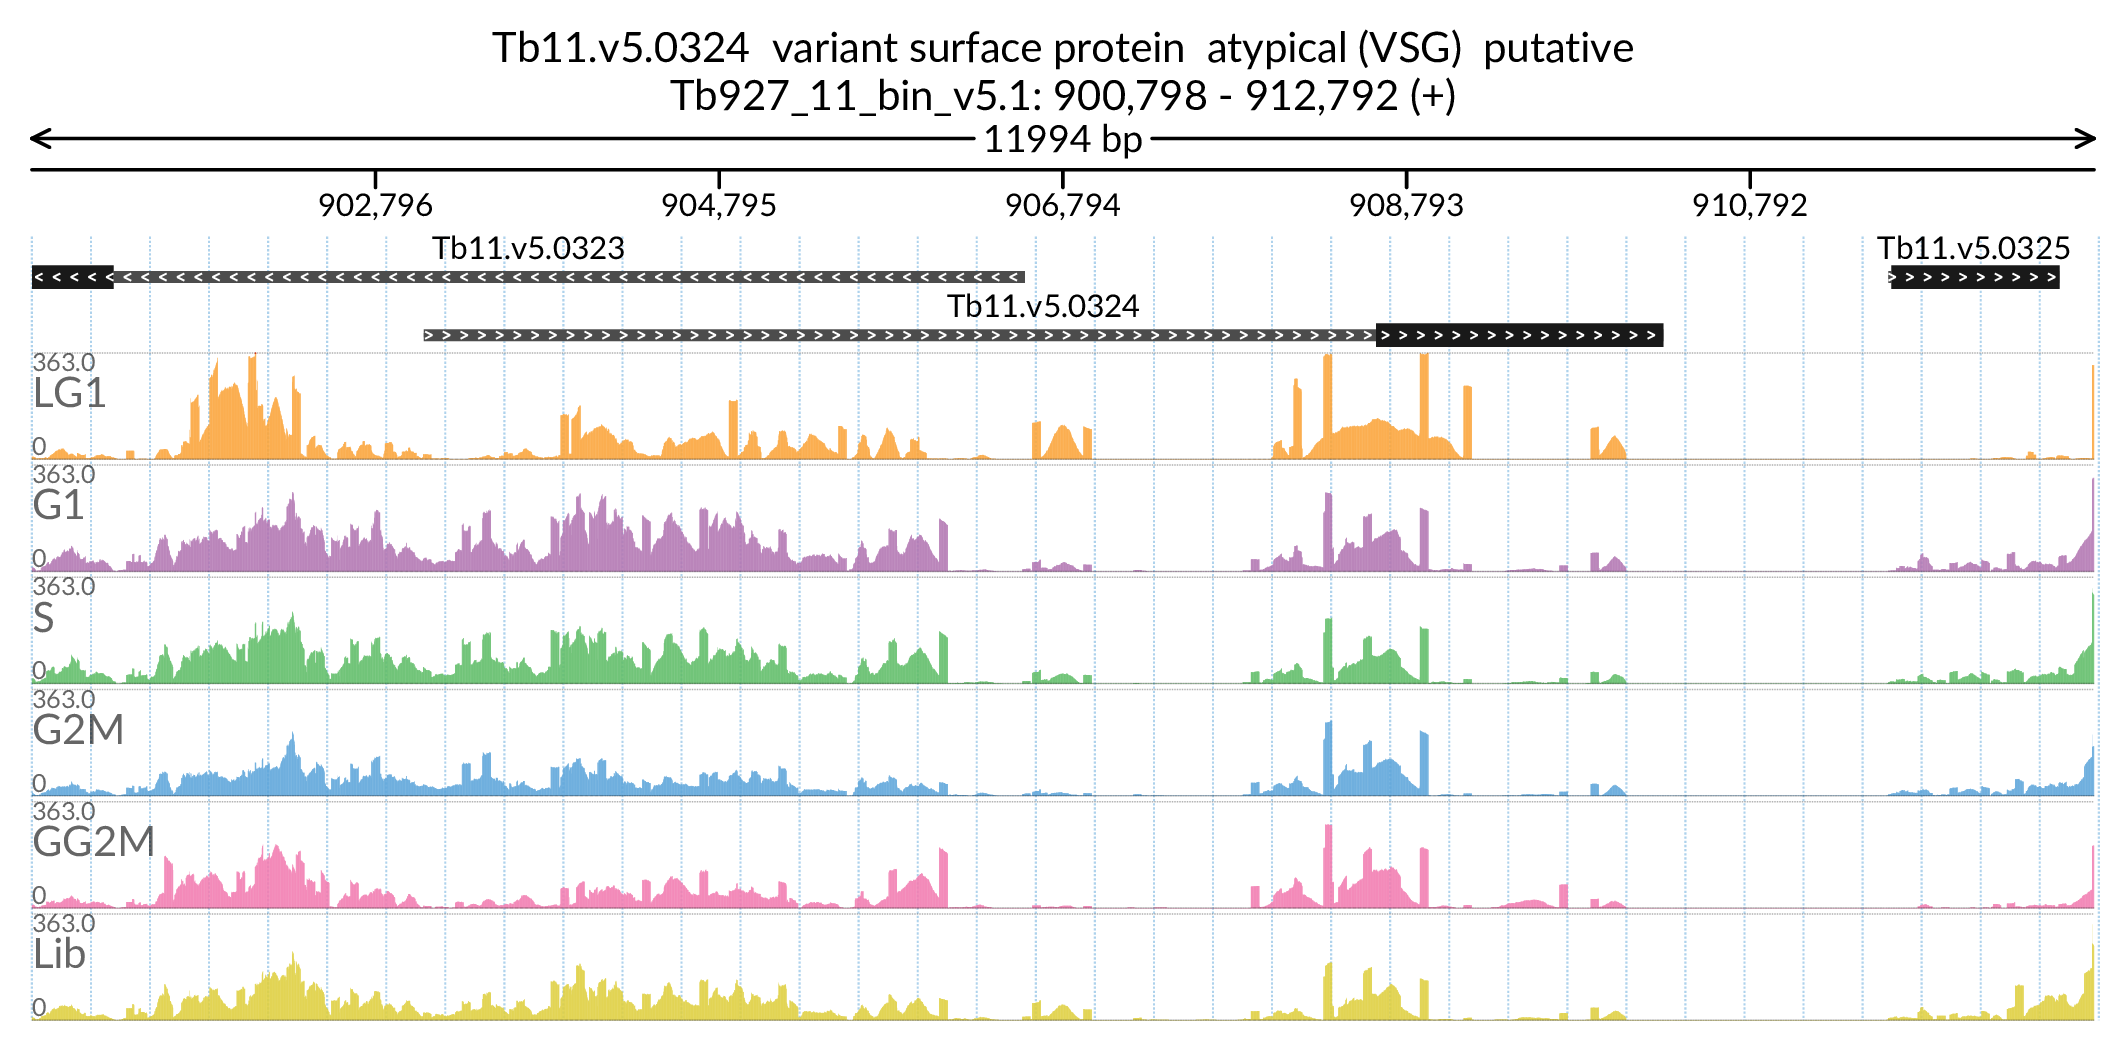 Tb11.v5.0324  variant surface protein  atypical (VSG)  putative
Tb927_11_bin_v5.1: 900,798 - 912,792 (+)
11994 bp
902,796 904,795 906,794 908,793 910,792
Tb11.v5.0323 Tb11.v5.0325
Tb11.v5.0324
363.0
LG1
0
363.0
G1
0
363.0
S
0
363.0
G2M
0
363.0
GG2M
0
363.0
Lib
0